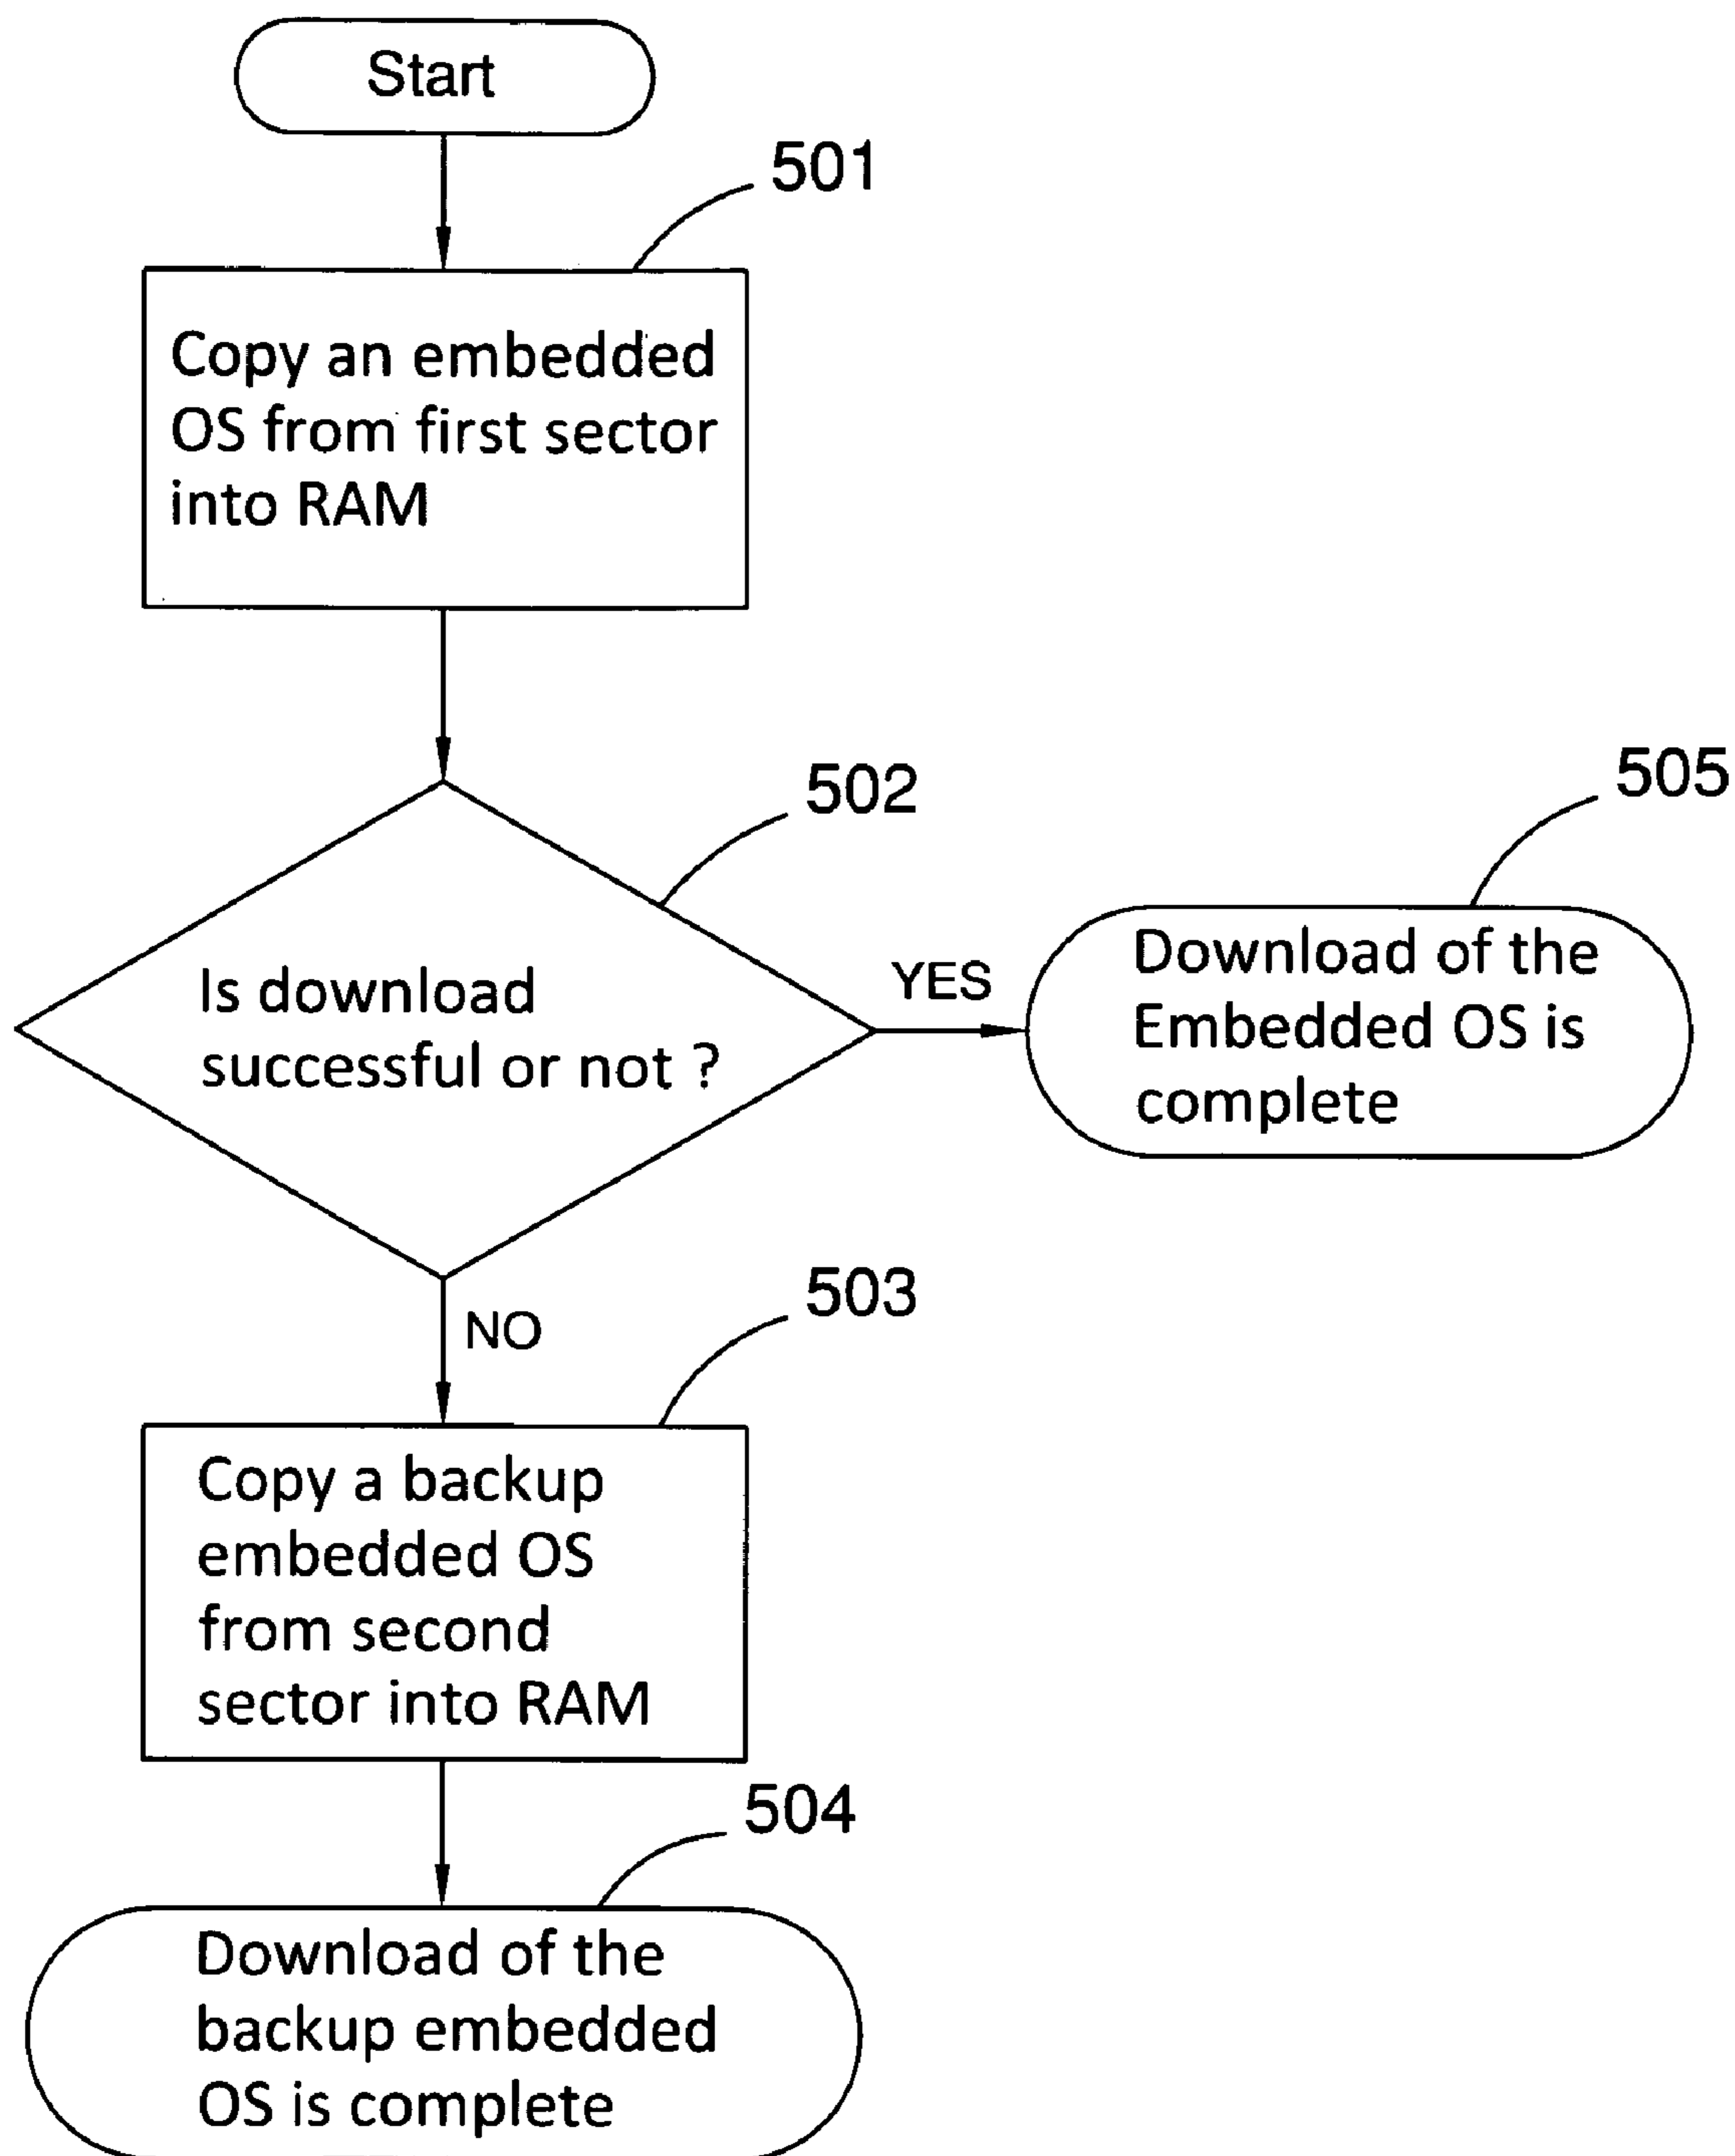 Start
501
Copy an embedded
OS from first sector
into RAM
502
Is download
successful or not ?
YES
505
Download of the
Embedded OS is
complete
NO
503
Copy a backup
embedded OS
from second
sector into RAM
504
Download of the
backup embedded
OS is complete